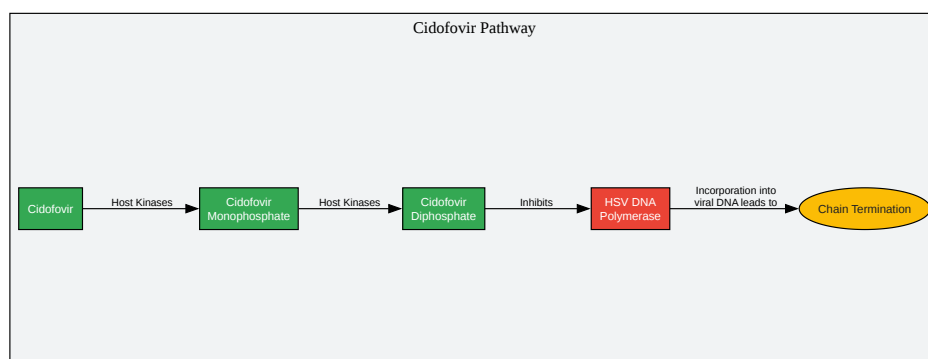 Cidofovir Pathway
Cidofovir
Host Kinases
Cidofovir
Monophosphate
Host Kinases
Cidofovir
Diphosphate
Inhibits
HSV DNA
Polymerase
Incorporation into
viral DNA leads to
Chain Termination